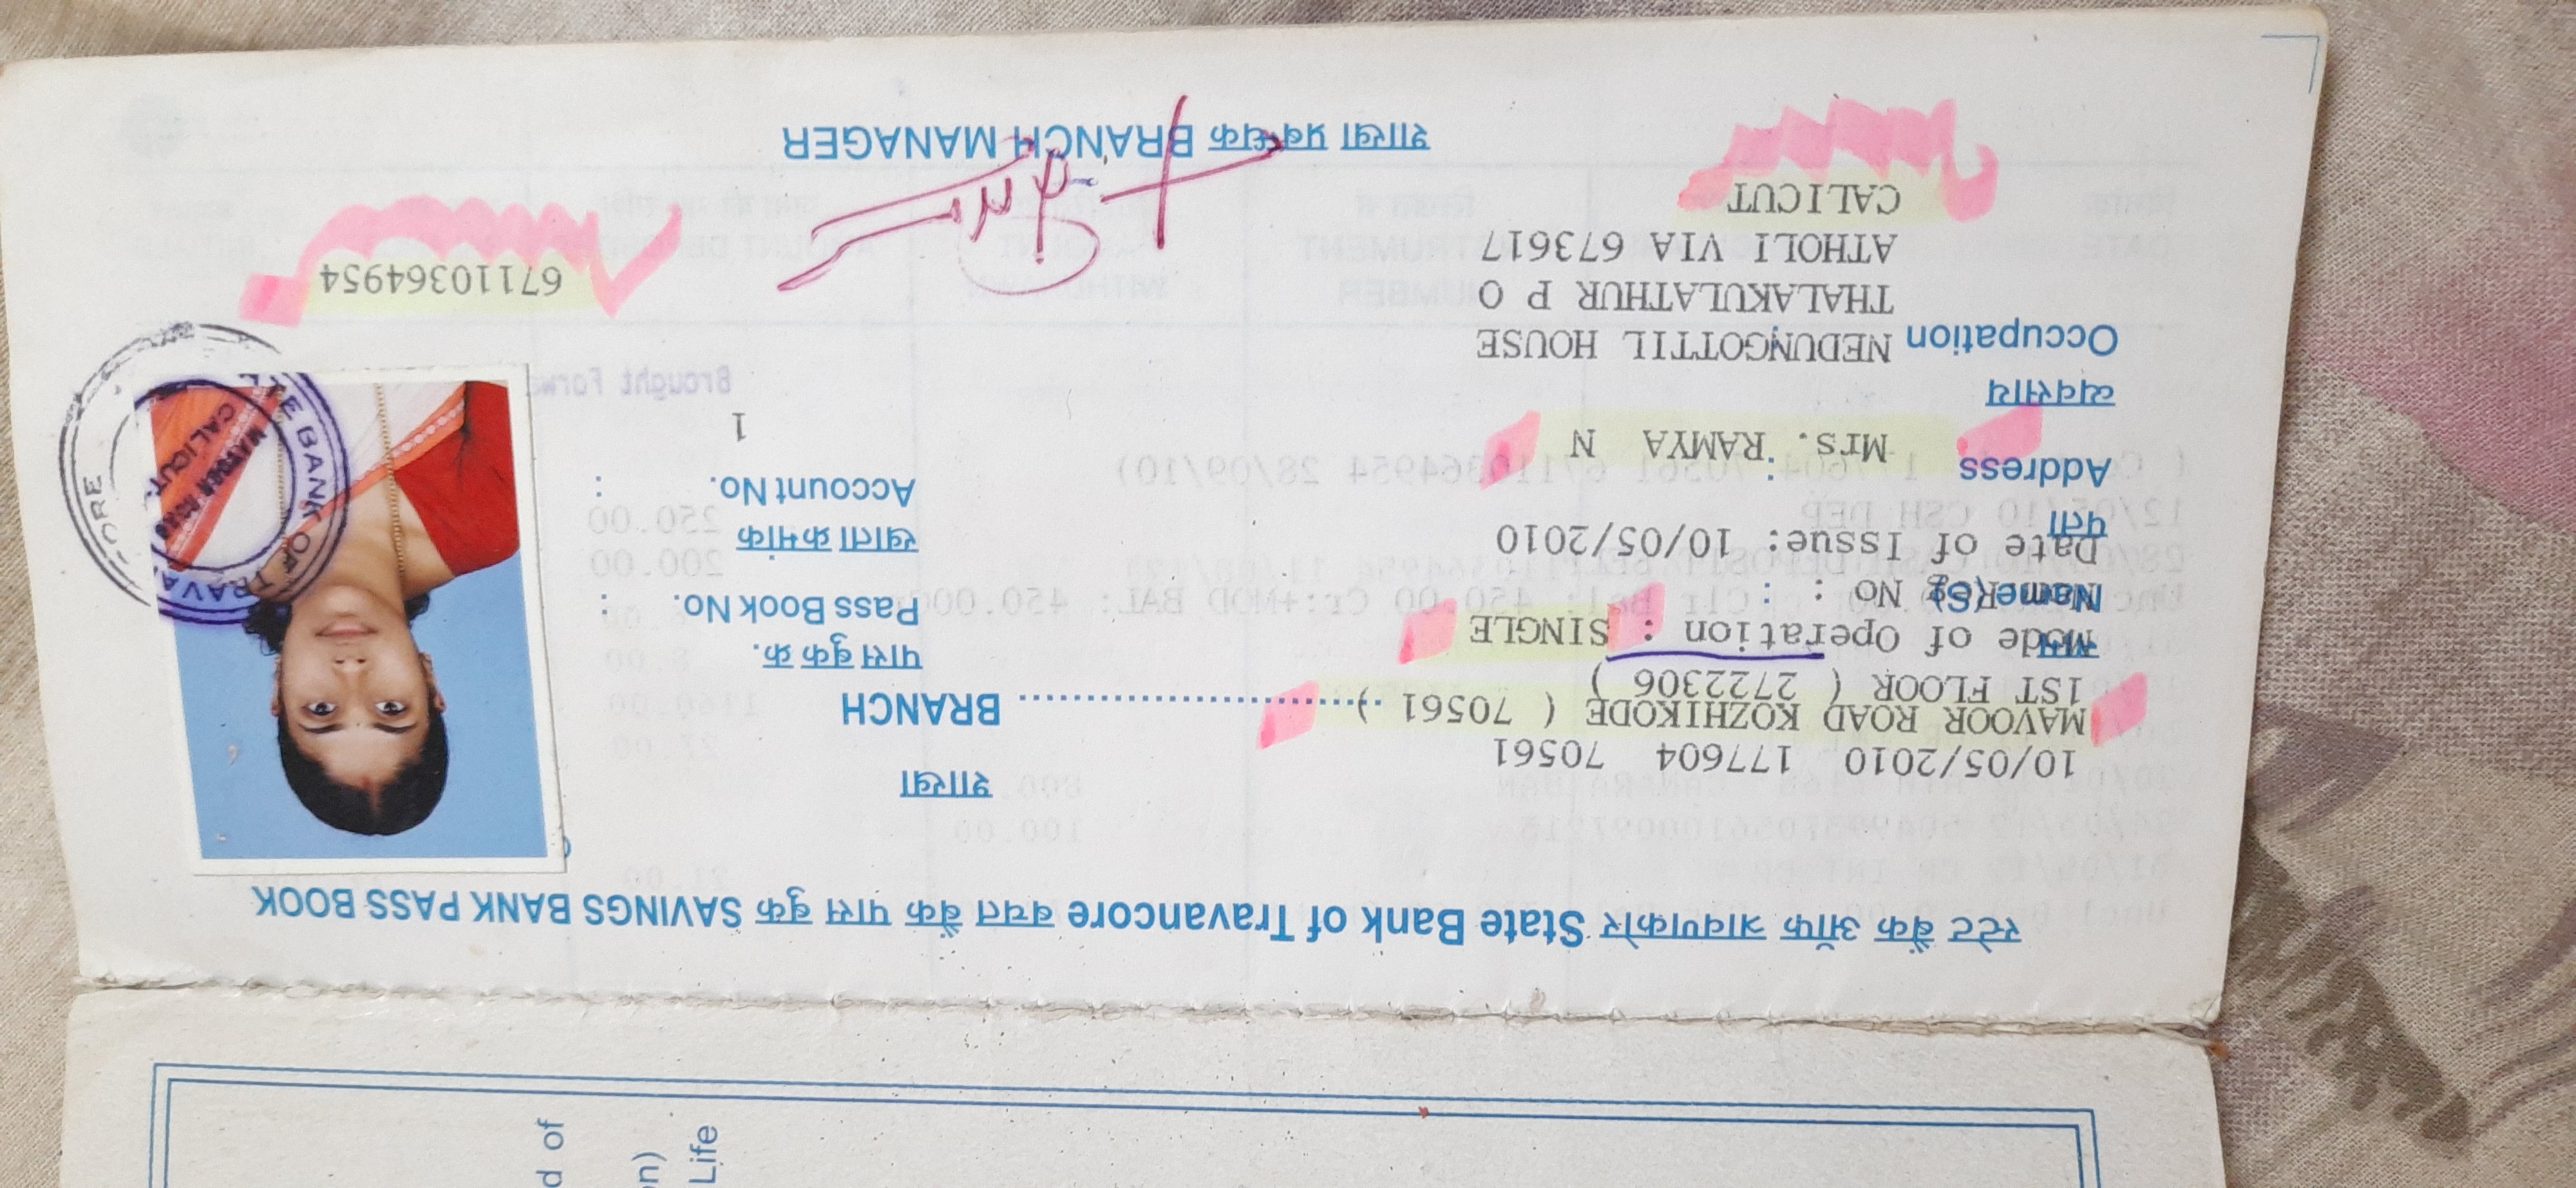 d of
n)
Life
स्टेट बैंक ऑफ त्रावणकोर State Bank of Travancore बचत बैंक पास बुक SAVINGS BANK PASS BOOK
शाखा
10/05/2010 177604 70561
MAVOOR ROAD KOZHIKODE ( 70561 ) BRANCH
1ST FLOOR ( 2722306 )
पास बुक क्र.
Pass Book No. :
Mode of Operation : SINGLE
नाम
Name(S)
No : :
खाता क्रमांक
Account No. :
Date of Issue: 10/05/2010
पता
Address : Mrs. RAMYA N
1
व्यवसाय
Occupation NEDUNGOTTIL HOUSE
THALAKULATHUR P O
67110364954
ATHOLI VIA 673617
CALICUT
शाखा प्रबन्धक BRANCH MANAGER
STATE BANK OF TRAVANCORE
MAVOOR ROAD
CALICUT